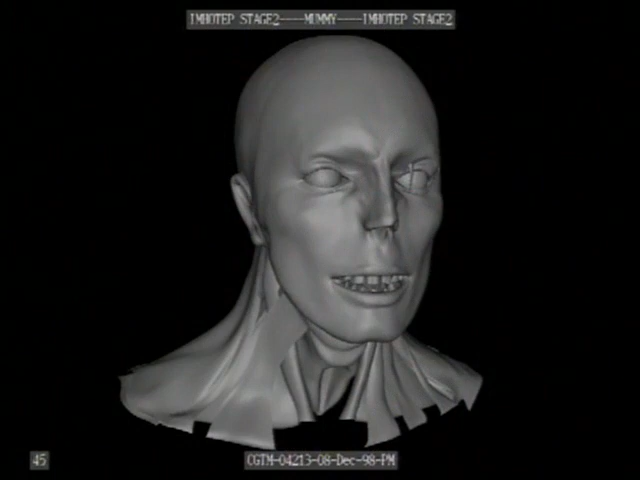 IMHOTEP STAGE2----MUMMY----IMHOTEP STAGE2
45
CGTM-04213-08-Dec-98-PM